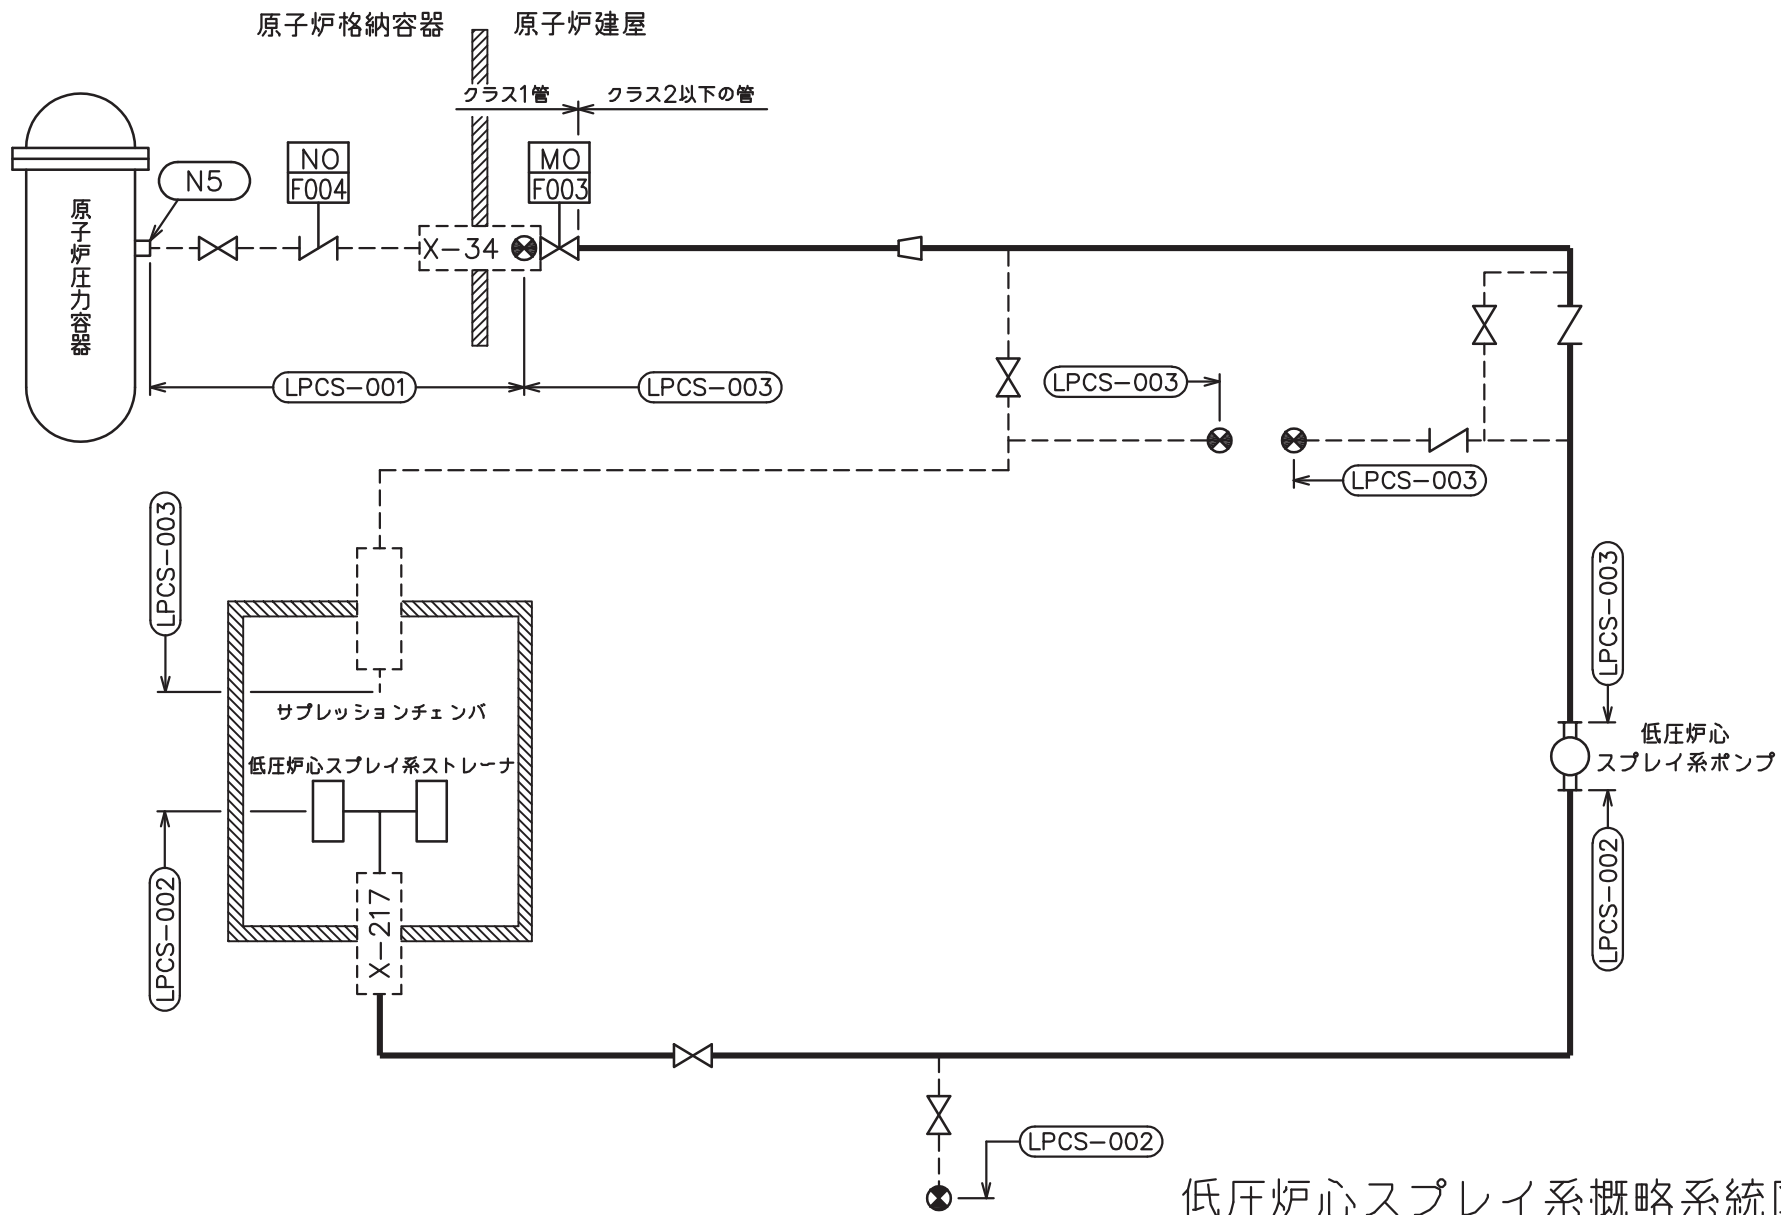 原子炉格納容器
原子炉建屋
クラス1管
クラス2以下の管
N5
NO
F004
MO
F003
原子炉圧力容器
X-34
LPCS-001
LPCS-003
LPCS-003
LPCS-003
LPCS-003
LPCS-003
サプレッションチェンバ
低圧炉心
スプレイ系ポンプ
低圧炉心スプレイ系ストレーナ
LPCS-002
LPCS-002
X-217
LPCS-002
低圧炉心スプレイ系概略系統